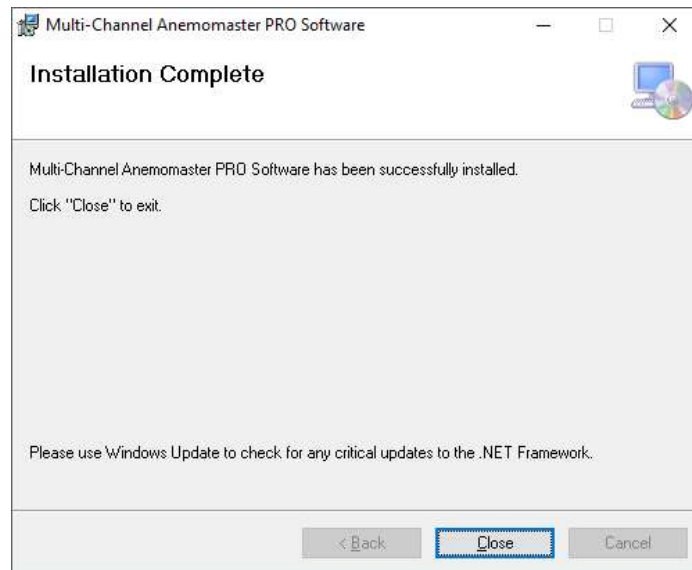 Multi-Channel Anemomaster PRO Software
Installation Complete
Multi-Channel Anemomaster PRO Software has been successfully installed.
Click "Close" to exit.
Please use Windows Update to check for any critical updates to the .NET Framework.
< Back Close Cancel